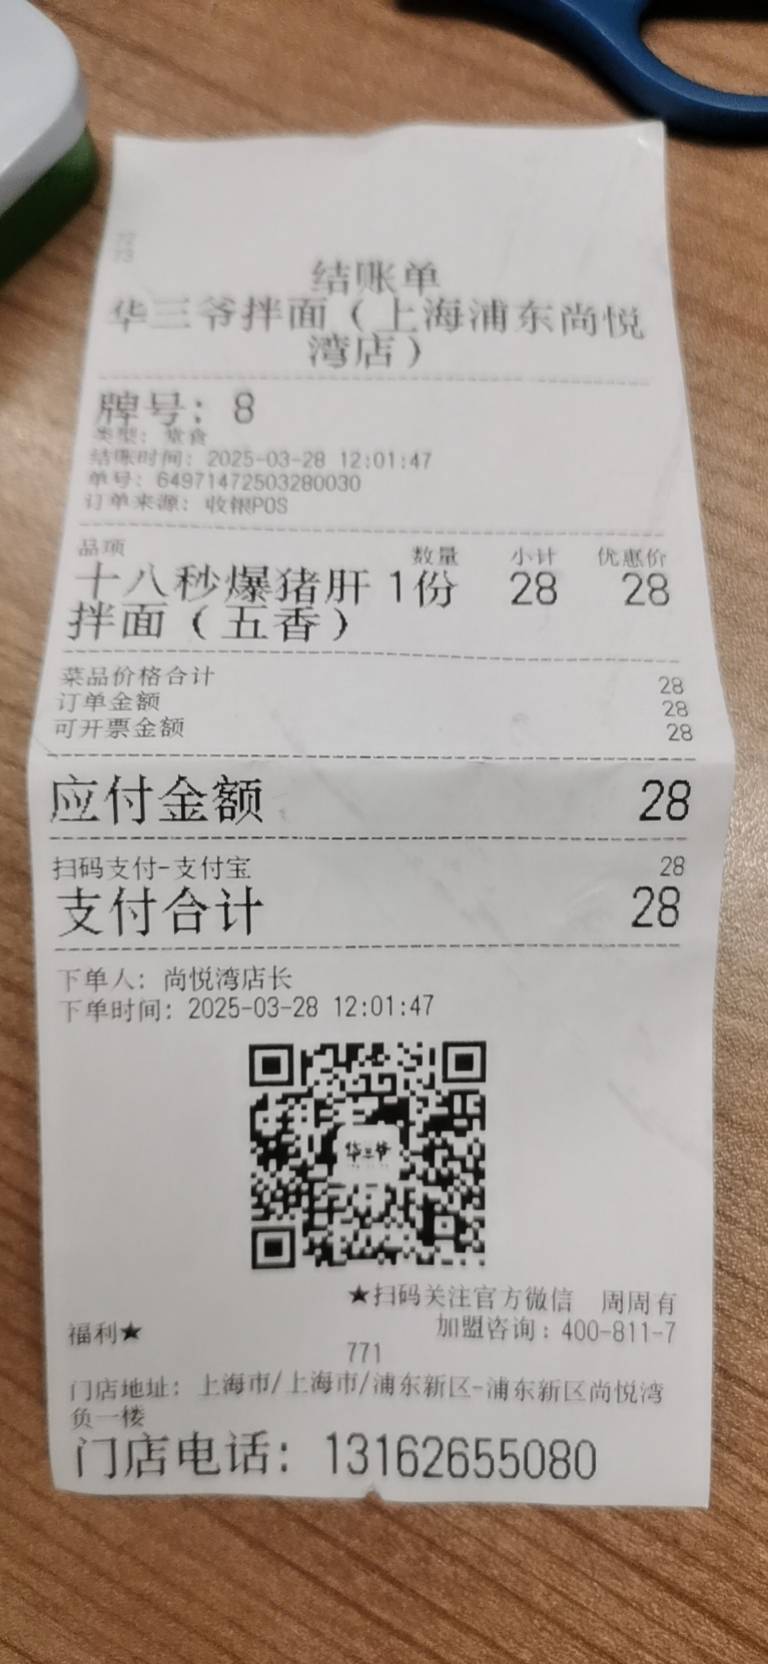 72
73
结账单
华三爷拌面（上海浦东尚悦
湾店）
牌号: 8
类型: 堂食
结账时间: 2025-03-28 12:01:47
单号: 64971472503280030
订单来源: 收银POS
品项 数量 小计 优惠价
十八秒爆猪肝 1份 28 28
拌面（五香）
菜品价格合计 28
订单金额 28
可开票金额 28
应付金额 28
扫码支付-支付宝 28
支付合计 28
下单人: 尚悦湾店长
下单时间: 2025-03-28 12:01:47
华三爷
★扫码关注官方微信 周周有
福利★ 加盟咨询: 400-811-7
771
门店地址: 上海市/上海市/浦东新区-浦东新区尚悦湾
负一楼
门店电话: 13162655080